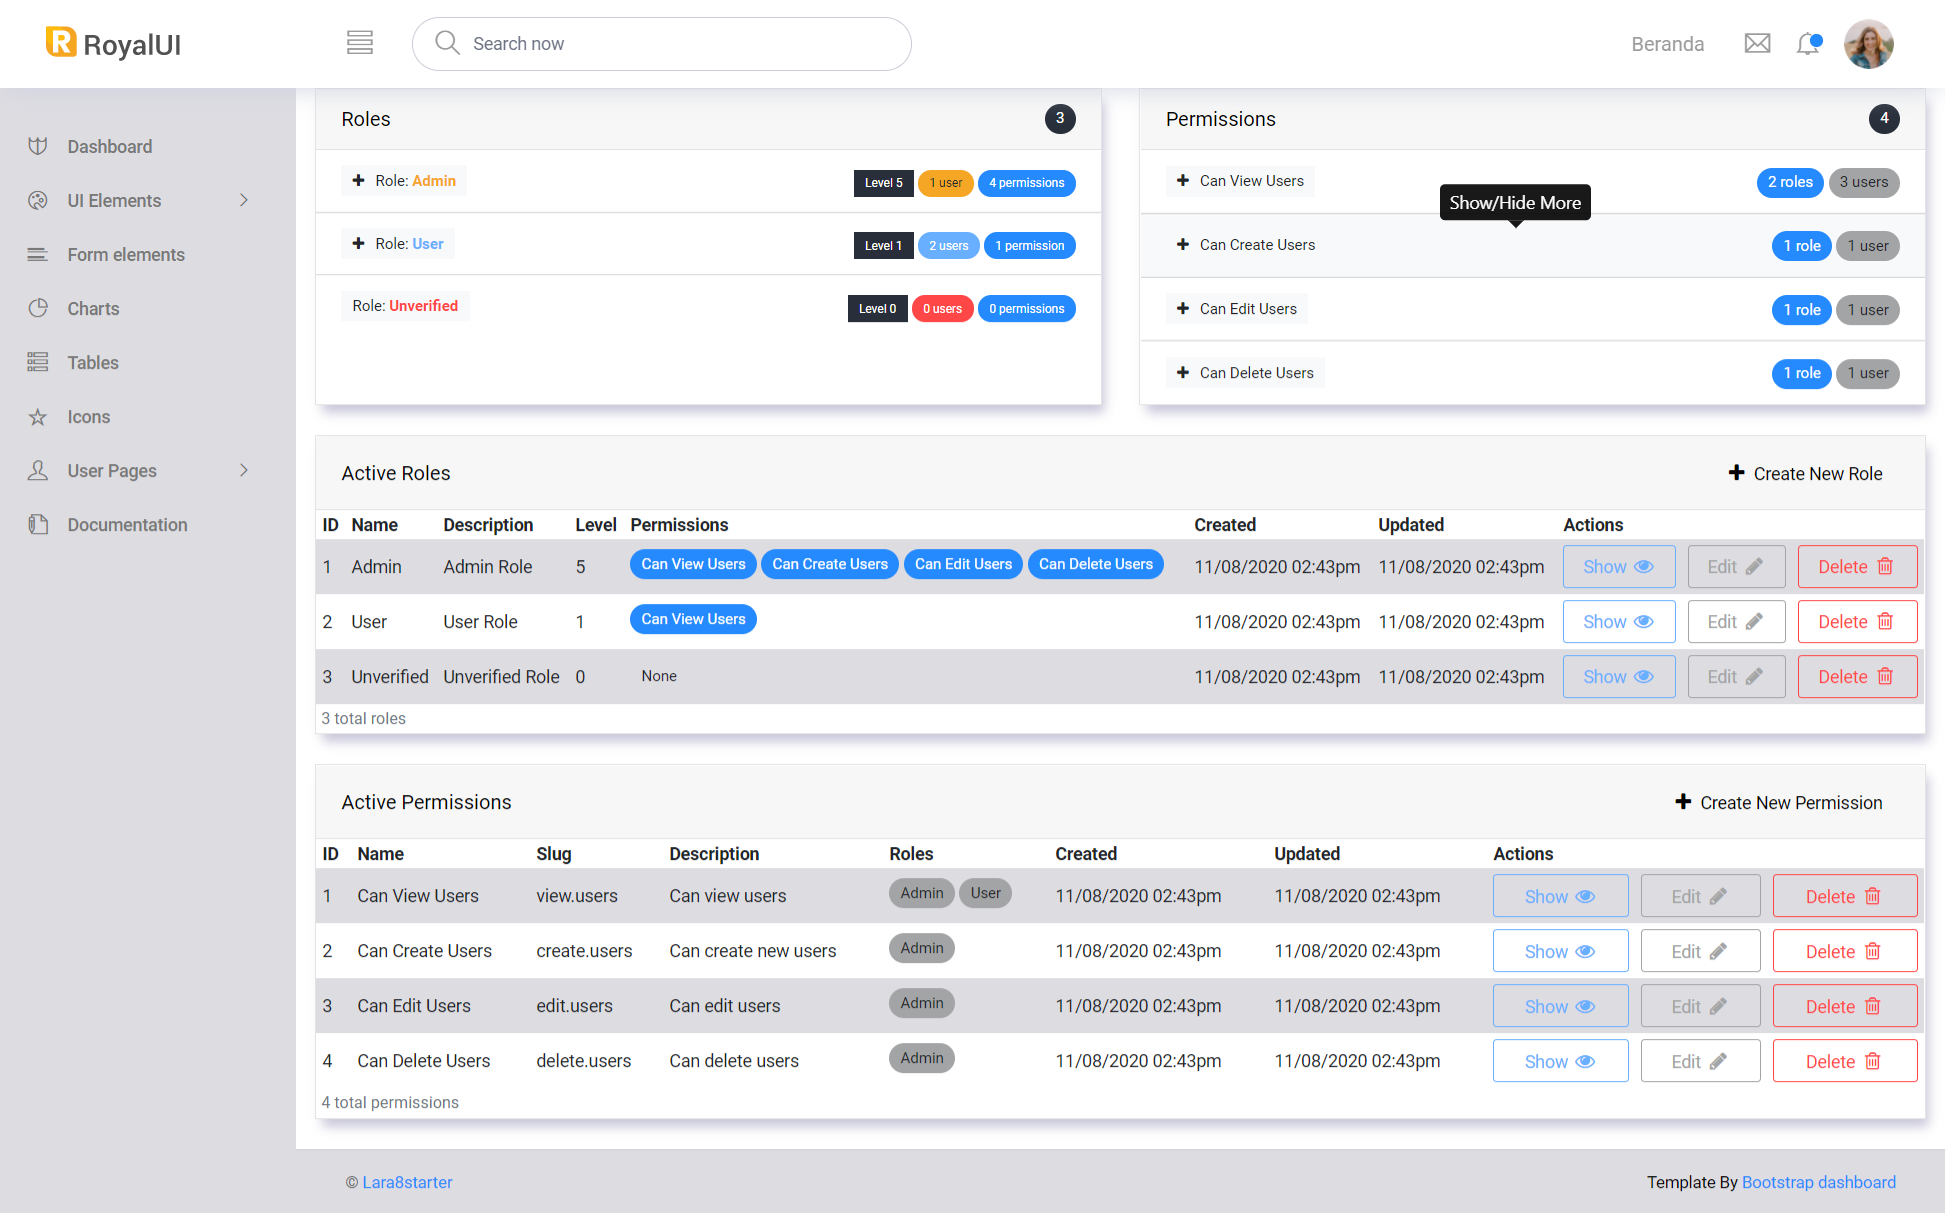 RoyalUI
Search now
Beranda
Dashboard
UI Elements
Form elements
Charts
Tables
Icons
User Pages
Documentation
Roles 3
Role: Admin Level 5 1 user 4 permissions
Role: User Level 1 2 users 1 permission
Role: Unverified Level 0 0 users 0 permissions
Permissions 4
Can View Users 2 roles 3 users
Show/Hide More
Can Create Users 1 role 1 user
Can Edit Users 1 role 1 user
Can Delete Users 1 role 1 user
Active Roles Create New Role
ID Name Description Level Permissions Created Updated Actions
1 Admin Admin Role 5 Can View Users Can Create Users Can Edit Users Can Delete Users 11/08/2020 02:43pm 11/08/2020 02:43pm Show Edit Delete
2 User User Role 1 Can View Users 11/08/2020 02:43pm 11/08/2020 02:43pm Show Edit Delete
3 Unverified Unverified Role 0 None 11/08/2020 02:43pm 11/08/2020 02:43pm Show Edit Delete
3 total roles
Active Permissions Create New Permission
ID Name Slug Description Roles Created Updated Actions
1 Can View Users view.users Can view users Admin User 11/08/2020 02:43pm 11/08/2020 02:43pm Show Edit Delete
2 Can Create Users create.users Can create new users Admin 11/08/2020 02:43pm 11/08/2020 02:43pm Show Edit Delete
3 Can Edit Users edit.users Can edit users Admin 11/08/2020 02:43pm 11/08/2020 02:43pm Show Edit Delete
4 Can Delete Users delete.users Can delete users Admin 11/08/2020 02:43pm 11/08/2020 02:43pm Show Edit Delete
4 total permissions
© Lara8starter Template By Bootstrap dashboard